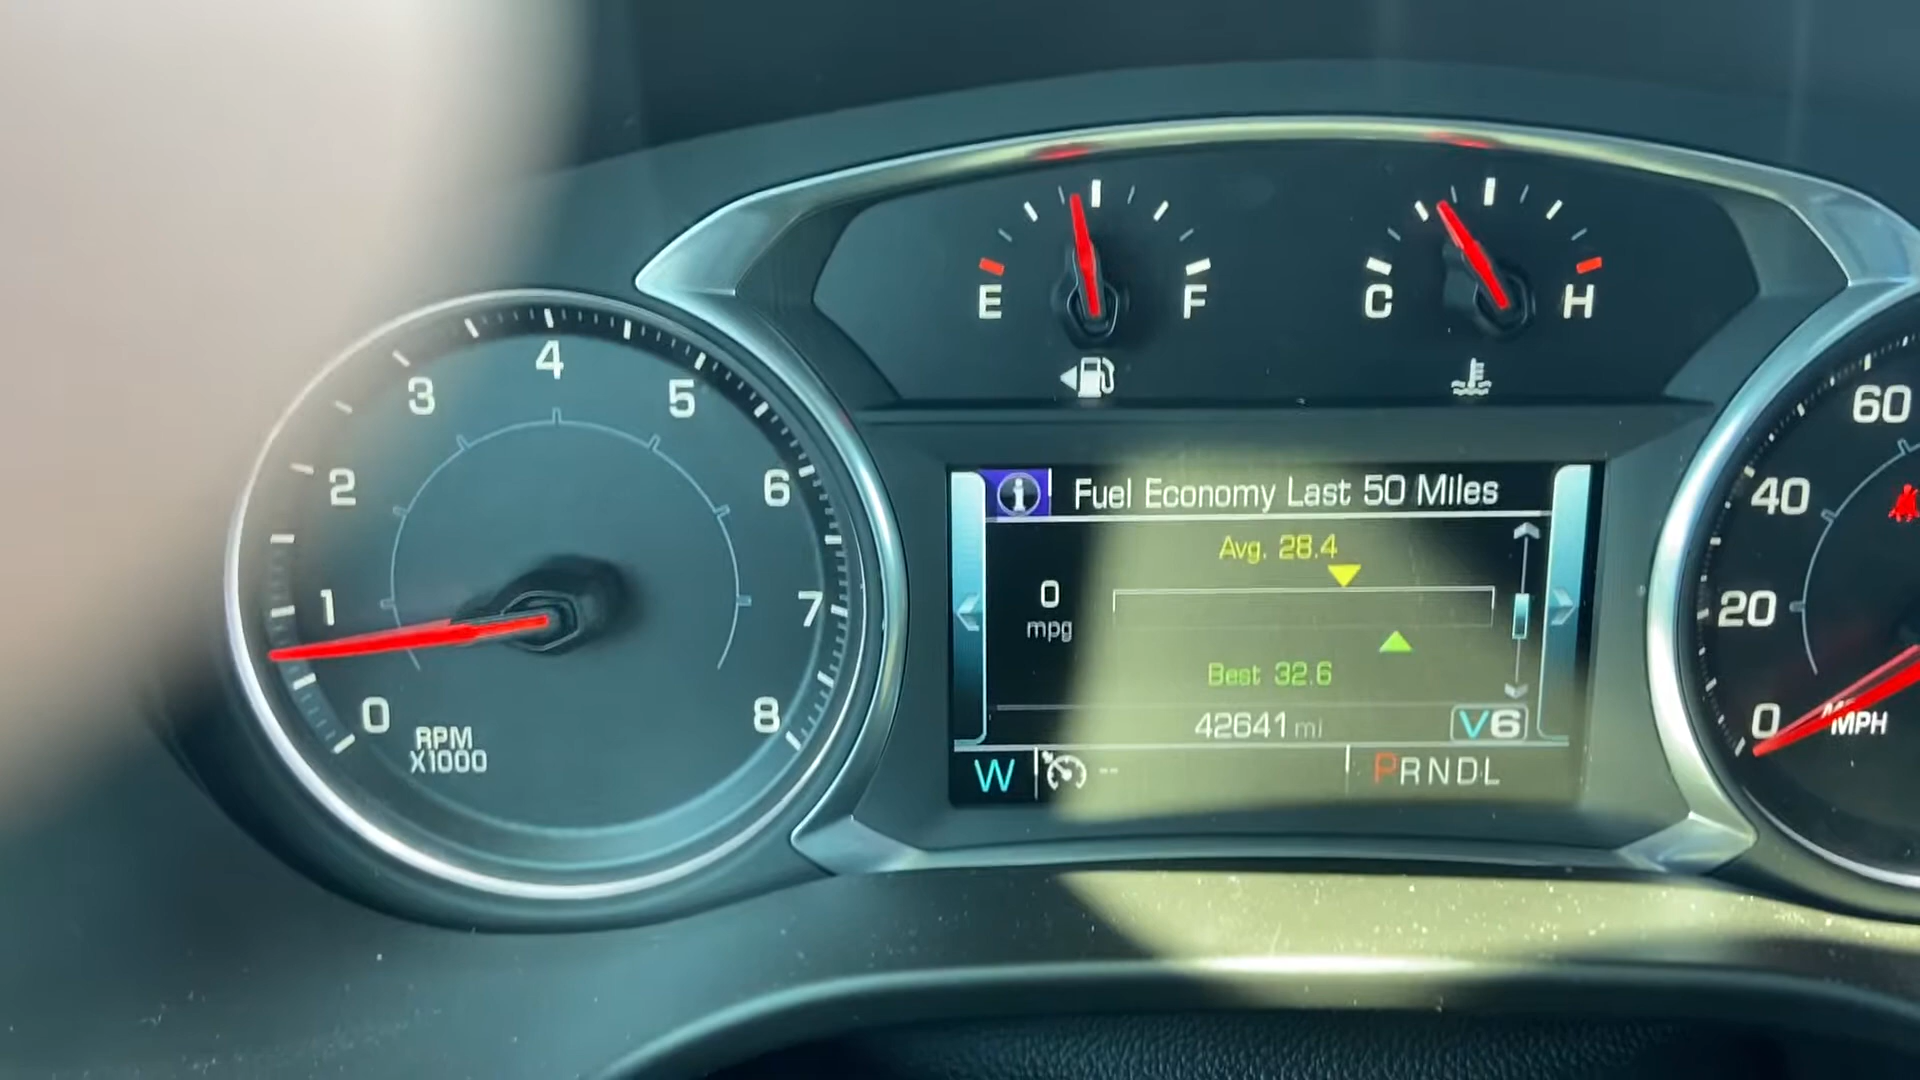 E
F
C
H
4
3
5
2
6
1
7
0
8
RPM
X1000
i Fuel Economy Last 50 Miles
Avg. 28.4
0
mpg
Best 32.6
42641 mi
V6
W
--
PRNDL
60
40
20
0
MPH